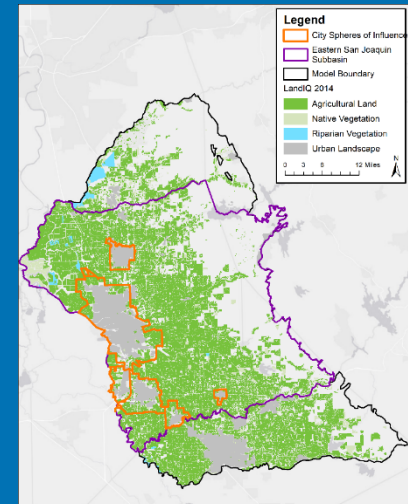 Legend
City Spheres of Influence
Eastern San Joaquin
Subbasin
Model Boundary
LandIQ 2014
Agricultural Land
Native Vegetation
Riparian Vegetation
Urban Landscape
0 3 6 12 Miles
N